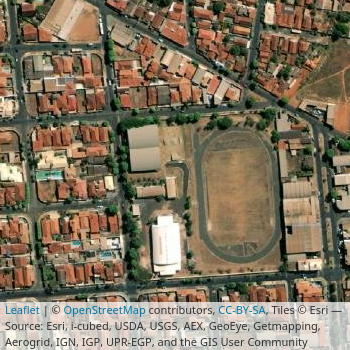 Leaflet | © OpenStreetMap contributors, CC-BY-SA, Tiles © Esri —
Source: Esri, i-cubed, USDA, USGS, AEX, GeoEye, Getmapping,
Aerogrid, IGN, IGP, UPR-EGP, and the GIS User Community